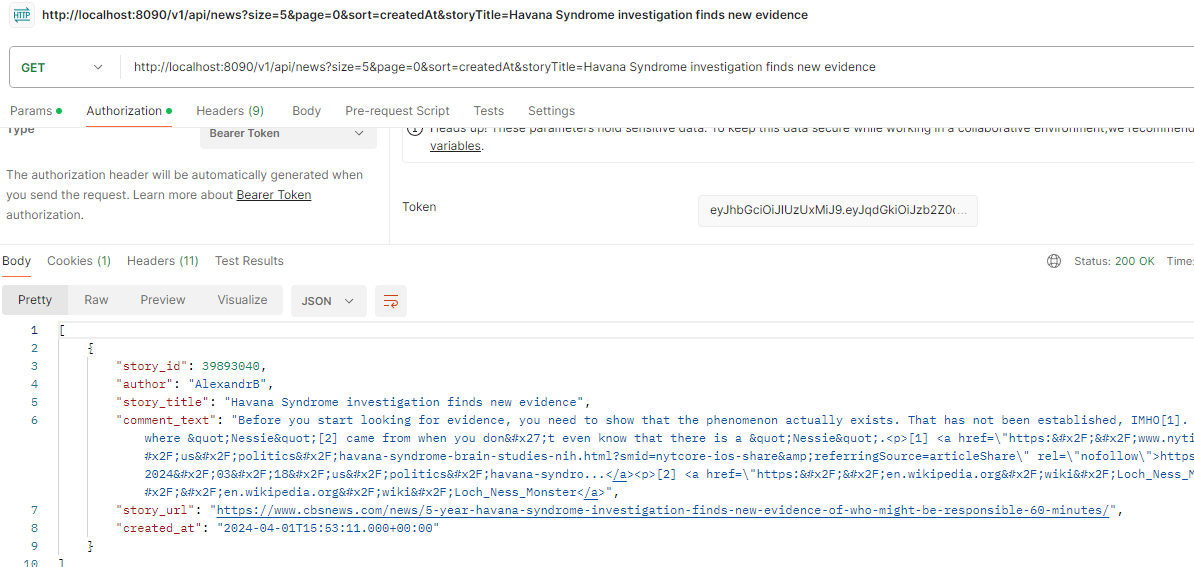 HTTP http://localhost:8090/v1/api/news?size=5&page=0&sort=createdAt&storyTitle=Havana Syndrome investigation finds new evidence
GET http://localhost:8090/v1/api/news?size=5&page=0&sort=createdAt&storyTitle=Havana Syndrome investigation finds new evidence
Params Authorization Headers (9) Body Pre-request Script Tests Settings
Type Bearer Token
Heads up! These parameters hold sensitive data. To keep this data secure while working in a collaborative environment,we recommend
variables.
The authorization header will be automatically generated when
you send the request. Learn more about Bearer Token
authorization.
Token eyJhbGciOiJIUzUxMiJ9.eyJqdGkiOiJzb2Z0...
Body Cookies (1) Headers (11) Test Results Status: 200 OK Time:
Pretty Raw Preview Visualize JSON
1 [
2 {
3 "story_id": 39893040,
4 "author": "AlexandrB",
5 "story_title": "Havana Syndrome investigation finds new evidence",
6 "comment_text": "Before you start looking for evidence, you need to show that the phenomenon actually exists. That has not been established, IMHO[1].
where &quot;Nessie&quot;[2] came from when you don&#x27;t even know that there is a &quot;Nessie&quot;.<p>[1] <a href=\"https:&#x2F;&#x2F;www.nyti
&#x2F;us&#x2F;politics&#x2F;havana-syndrome-brain-studies-nih.html?smid=nytcore-ios-share&amp;referringSource=articleShare\" rel=\"nofollow\">https
2024&#x2F;03&#x2F;18&#x2F;us&#x2F;politics&#x2F;havana-syndro...</a><p>[2] <a href=\"https:&#x2F;&#x2F;en.wikipedia.org&#x2F;wiki&#x2F;Loch_Ness_M
#x2F;&#x2F;en.wikipedia.org&#x2F;wiki&#x2F;Loch_Ness_Monster</a>",
7 "story_url": "https://www.cbsnews.com/news/5-year-havana-syndrome-investigation-finds-new-evidence-of-who-might-be-responsible-60-minutes/",
8 "created_at": "2024-04-01T15:53:11.000+00:00"
9 }
10 ]